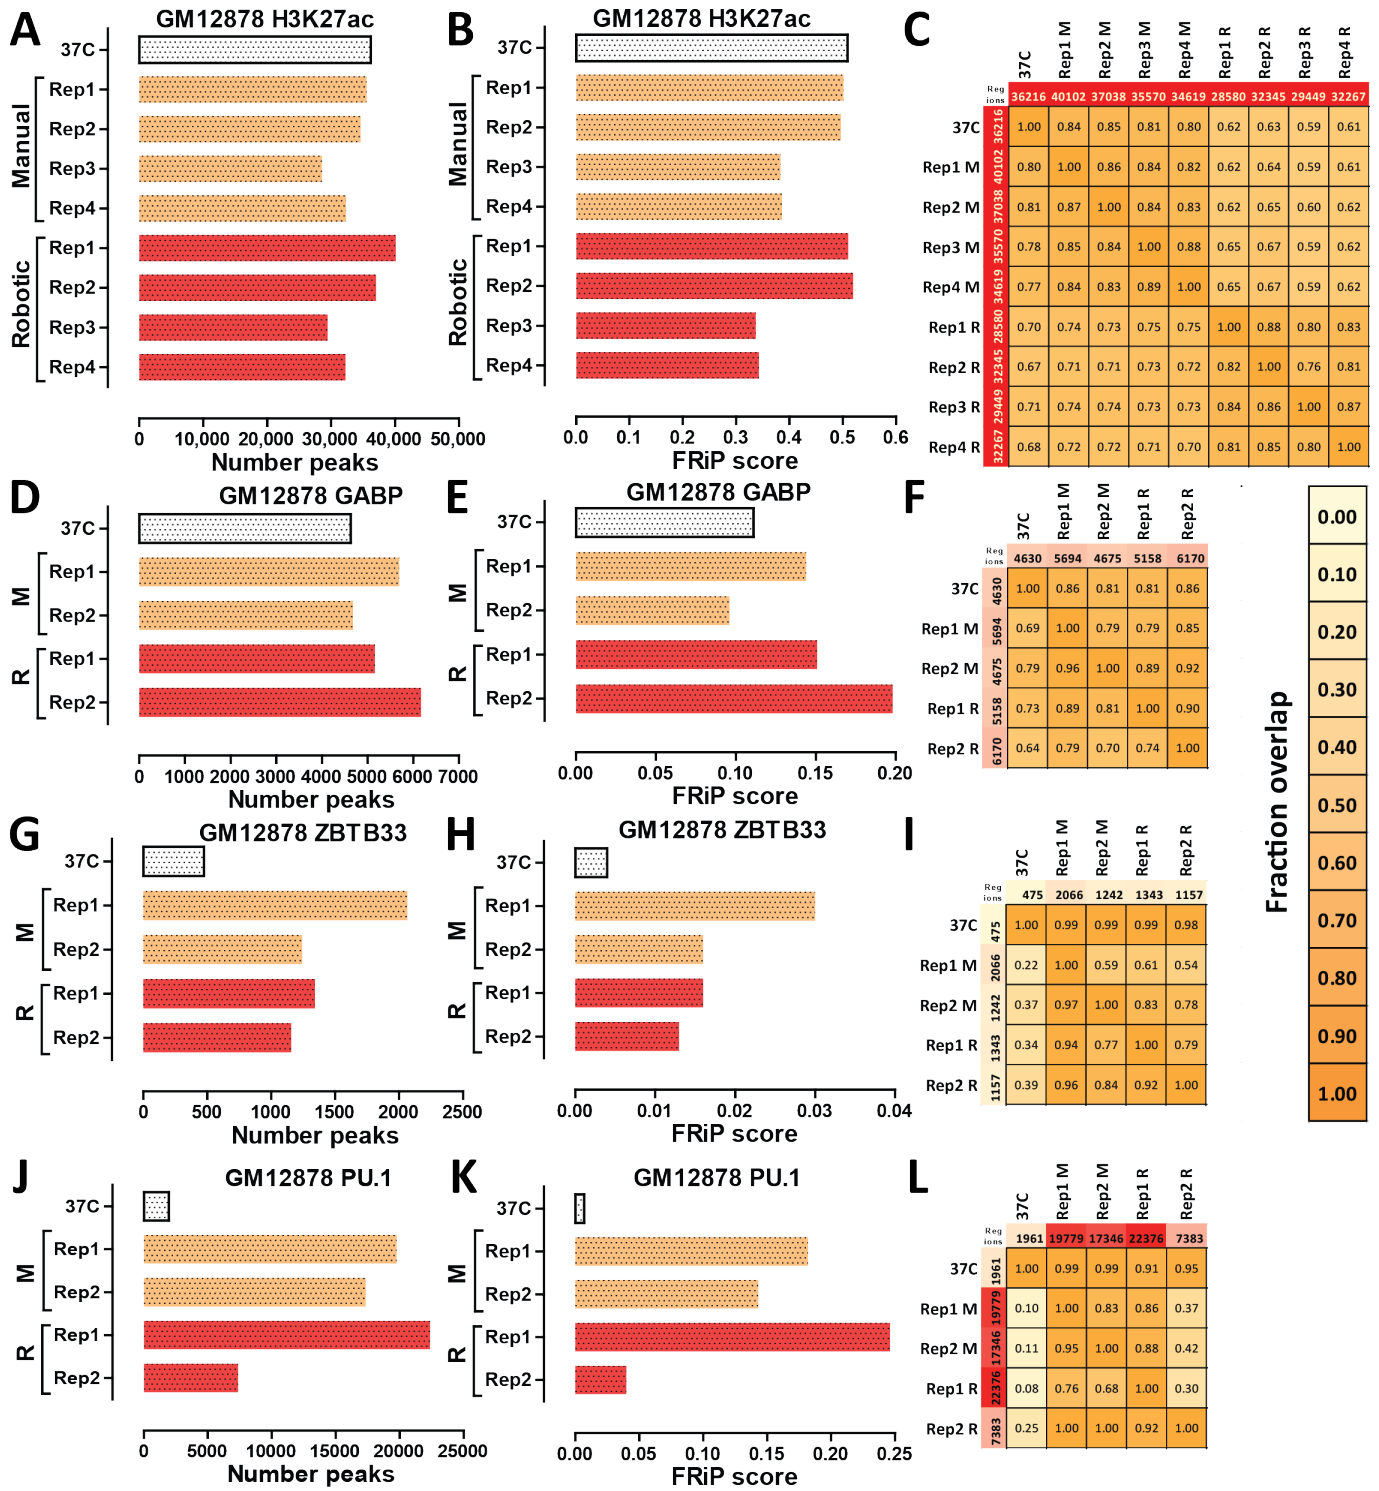 A
GM12878 H3K27ac
37C
Manual
Rep1
Rep2
Rep3
Rep4
Robotic
Rep1
Rep2
Rep3
Rep4
0 10,000 20,000 30,000 40,000 50,000
Number peaks
B
GM12878 H3K27ac
37C
Manual
Rep1
Rep2
Rep3
Rep4
Robotic
Rep1
Rep2
Rep3
Rep4
0.0 0.1 0.2 0.3 0.4 0.5 0.6
FRiP score
C
37C Rep1 M Rep2 M Rep3 M Rep4 M Rep1 R Rep2 R Rep3 R Rep4 R
Reg
ions 36216 40102 37038 35570 34619 28580 32345 29449 32267
37C 36216 1.00 0.84 0.85 0.81 0.80 0.62 0.63 0.59 0.61
Rep1 M 40102 0.80 1.00 0.86 0.84 0.82 0.62 0.64 0.59 0.61
Rep2 M 37038 0.81 0.87 1.00 0.84 0.83 0.62 0.65 0.60 0.62
Rep3 M 35570 0.78 0.85 0.84 1.00 0.88 0.65 0.67 0.59 0.62
Rep4 M 34619 0.77 0.84 0.83 0.89 1.00 0.65 0.67 0.59 0.62
Rep1 R 28580 0.70 0.74 0.73 0.75 0.75 1.00 0.88 0.80 0.83
Rep2 R 32345 0.67 0.71 0.71 0.73 0.72 0.82 1.00 0.76 0.81
Rep3 R 29449 0.71 0.74 0.74 0.73 0.73 0.84 0.86 1.00 0.87
Rep4 R 32267 0.68 0.72 0.72 0.71 0.70 0.81 0.85 0.80 1.00
D
GM12878 GABP
37C
M
Rep1
Rep2
R
Rep1
Rep2
0 1000 2000 3000 4000 5000 6000 7000
Number peaks
E
GM12878 GABP
37C
M
Rep1
Rep2
R
Rep1
Rep2
0.00 0.05 0.10 0.15 0.20
FRiP score
F
37C Rep1 M Rep2 M Rep1 R Rep2 R
Reg
ions 4630 5694 4675 5158 6170
37C 4630 1.00 0.86 0.81 0.81 0.86
Rep1 M 5694 0.69 1.00 0.79 0.79 0.85
Rep2 M 4675 0.79 0.96 1.00 0.89 0.92
Rep1 R 5158 0.73 0.89 0.81 1.00 0.90
Rep2 R 6170 0.64 0.79 0.70 0.74 1.00
Fraction overlap
0.00
0.10
0.20
0.30
0.40
0.50
0.60
0.70
0.80
0.90
1.00
G
GM12878 ZBTB33
37C
M
Rep1
Rep2
R
Rep1
Rep2
0 500 1000 1500 2000 2500
Number peaks
H
GM12878 ZBTB33
37C
M
Rep1
Rep2
R
Rep1
Rep2
0.00 0.01 0.02 0.03 0.04
FRiP score
I
37C Rep1 M Rep2 M Rep1 R Rep2 R
Reg
ions 475 2066 1242 1343 1157
37C 475 1.00 0.99 0.99 0.99 0.98
Rep1 M 2066 0.22 1.00 0.59 0.61 0.54
Rep2 M 1242 0.37 0.97 1.00 0.83 0.78
Rep1 R 1343 0.34 0.94 0.77 1.00 0.79
Rep2 R 1157 0.39 0.96 0.84 0.92 1.00
J
GM12878 PU.1
37C
M
Rep1
Rep2
R
Rep1
Rep2
0 5000 10000 15000 20000 25000
Number peaks
K
GM12878 PU.1
37C
M
Rep1
Rep2
R
Rep1
Rep2
0.00 0.05 0.10 0.15 0.20 0.25
FRiP score
L
37C Rep1 M Rep2 M Rep1 R Rep2 R
Reg
ions 1961 19779 17346 22376 7383
37C 1961 1.00 0.99 0.99 0.91 0.95
Rep1 M 19779 0.10 1.00 0.83 0.86 0.37
Rep2 M 17346 0.11 0.95 1.00 0.88 0.42
Rep1 R 22376 0.08 0.76 0.68 1.00 0.30
Rep2 R 7383 0.25 1.00 1.00 0.92 1.00